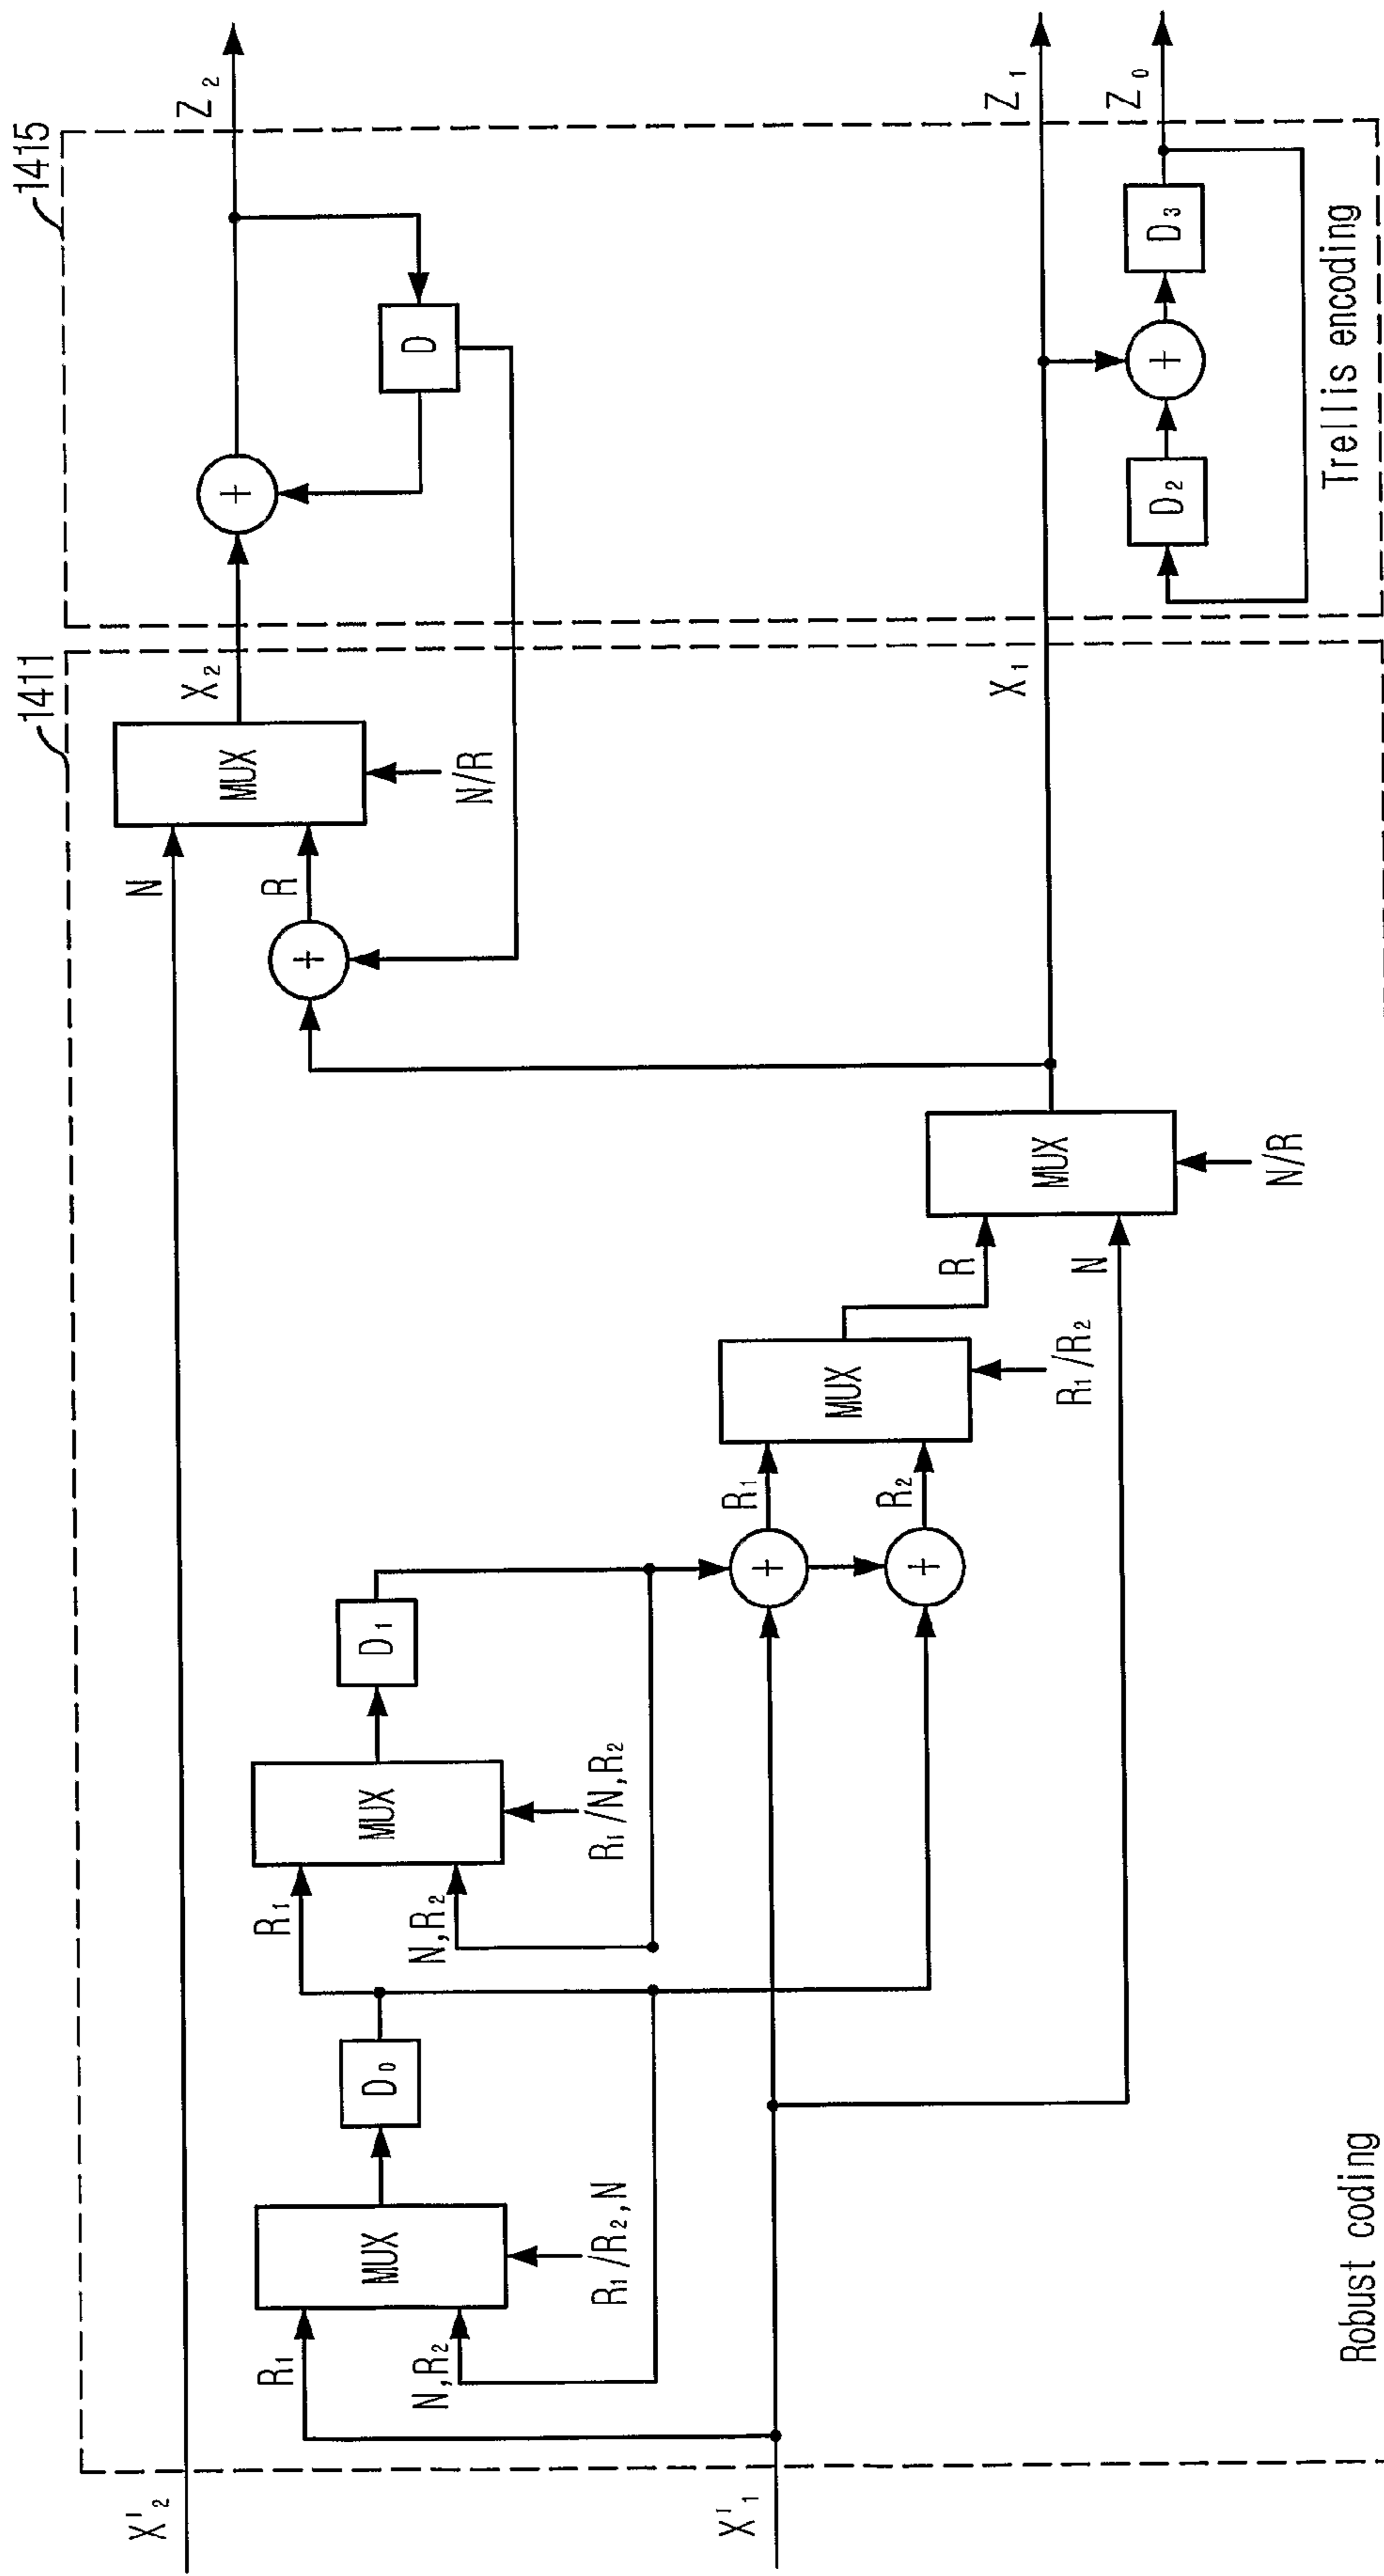 1411
1415
X'2
N
MUX
X2
Z2
N/R
R
+
+
D
R1
N,R2
MUX
D0
R1/R2,N
R1
N,R2
MUX
D1
R1/N,R2
X'1
+
+
R1
R2
MUX
R1/R2
R
N
MUX
N/R
X1
Z1
D2
+
D3
Z0
Robust coding
Trellis encoding